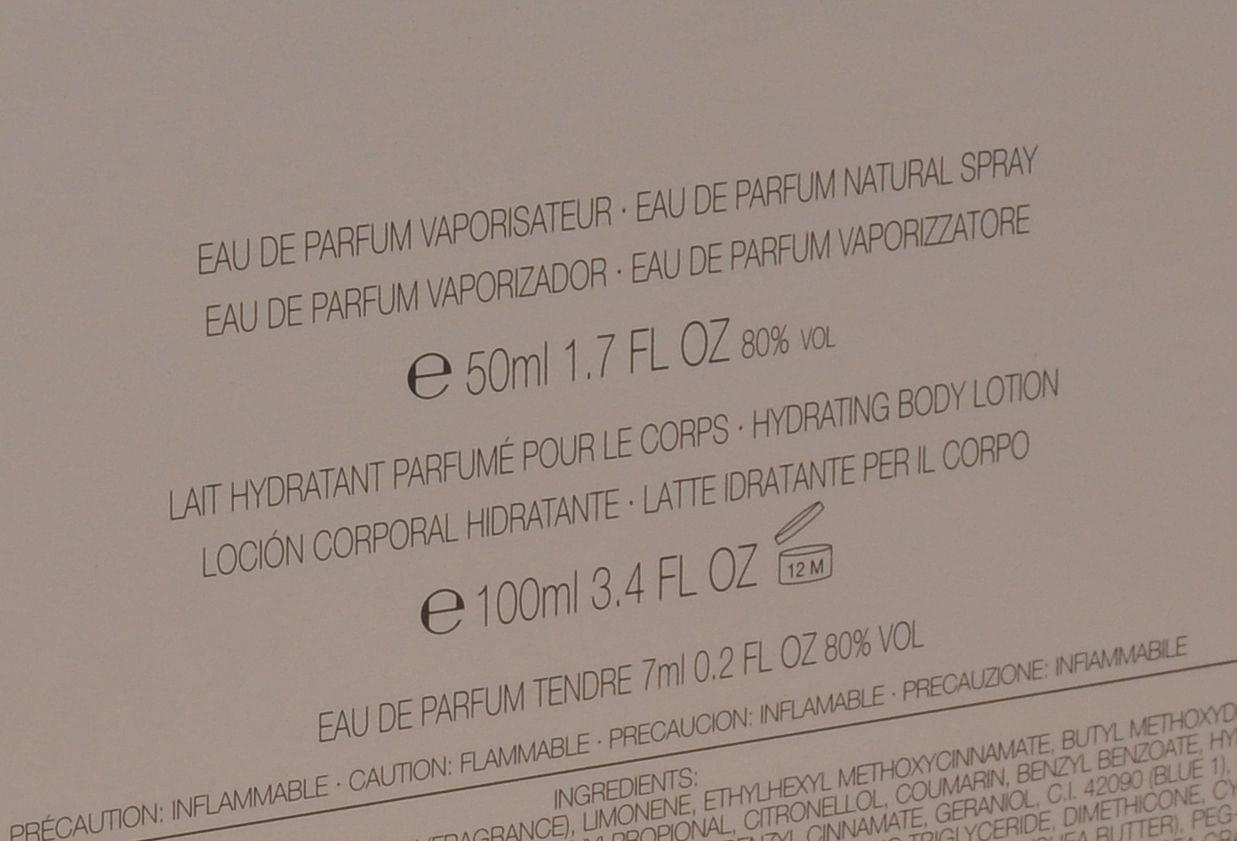 EAU DE PARFUM VAPORISATEUR · EAU DE PARFUM NATURAL SPRAY
EAU DE PARFUM VAPORIZADOR · EAU DE PARFUM VAPORIZZATORE
℮ 50ml 1.7 FL OZ 80% VOL
LAIT HYDRATANT PARFUMÉ POUR LE CORPS · HYDRATING BODY LOTION
LOCIÓN CORPORAL HIDRATANTE · LATTE IDRATANTE PER IL CORPO
℮ 100ml 3.4 FL OZ 12 M
EAU DE PARFUM TENDRE 7ml 0.2 FL OZ 80% VOL
PRÉCAUTION: INFLAMMABLE · CAUTION: FLAMMABLE · PRECAUCION: INFLAMABLE · PRECAUZIONE: INFIAMMABILE
INGREDIENTS:
LIMONENE, ETHYLHEXYL METHOXYCINNAMATE, BUTYL
CITRONELLOL, COUMARIN, BENZYL BENZOATE,
CINNAMATE, GERANIOL, C.I. 42090 (BLUE 1),
TRIGLYCERIDE, DIMETHICONE,
BUTTER), PEG-